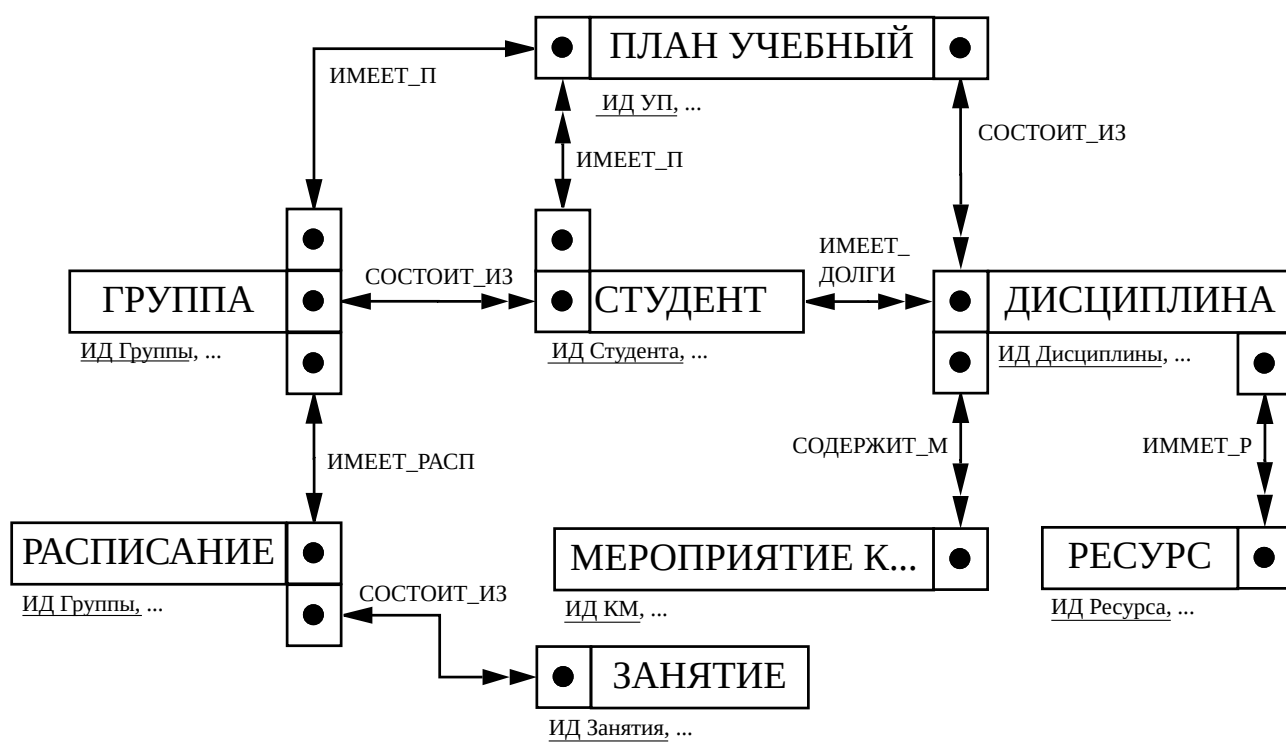 ПЛАН УЧЕБНЫЙ
ИМЕЕТ_П
ИД УП, ...
СОСТОИТ_ИЗ
ИМЕЕТ_П
ИМЕЕТ_
ДОЛГИ
СОСТОИТ_ИЗ
ГРУППА
СТУДЕНТ
ДИСЦИПЛИНА
ИД Группы, ...
ИД Студента, ...
ИД Дисциплины, ...
СОДЕРЖИТ_М
ИММЕТ_Р
ИМЕЕТ_РАСП
РАСПИСАНИЕ
МЕРОПРИЯТИЕ К...
РЕСУРС
СОСТОИТ_ИЗ
ИД Группы, ...
ИД КМ, ...
ИД Ресурса, ...
ЗАНЯТИЕ
ИД Занятия, ...